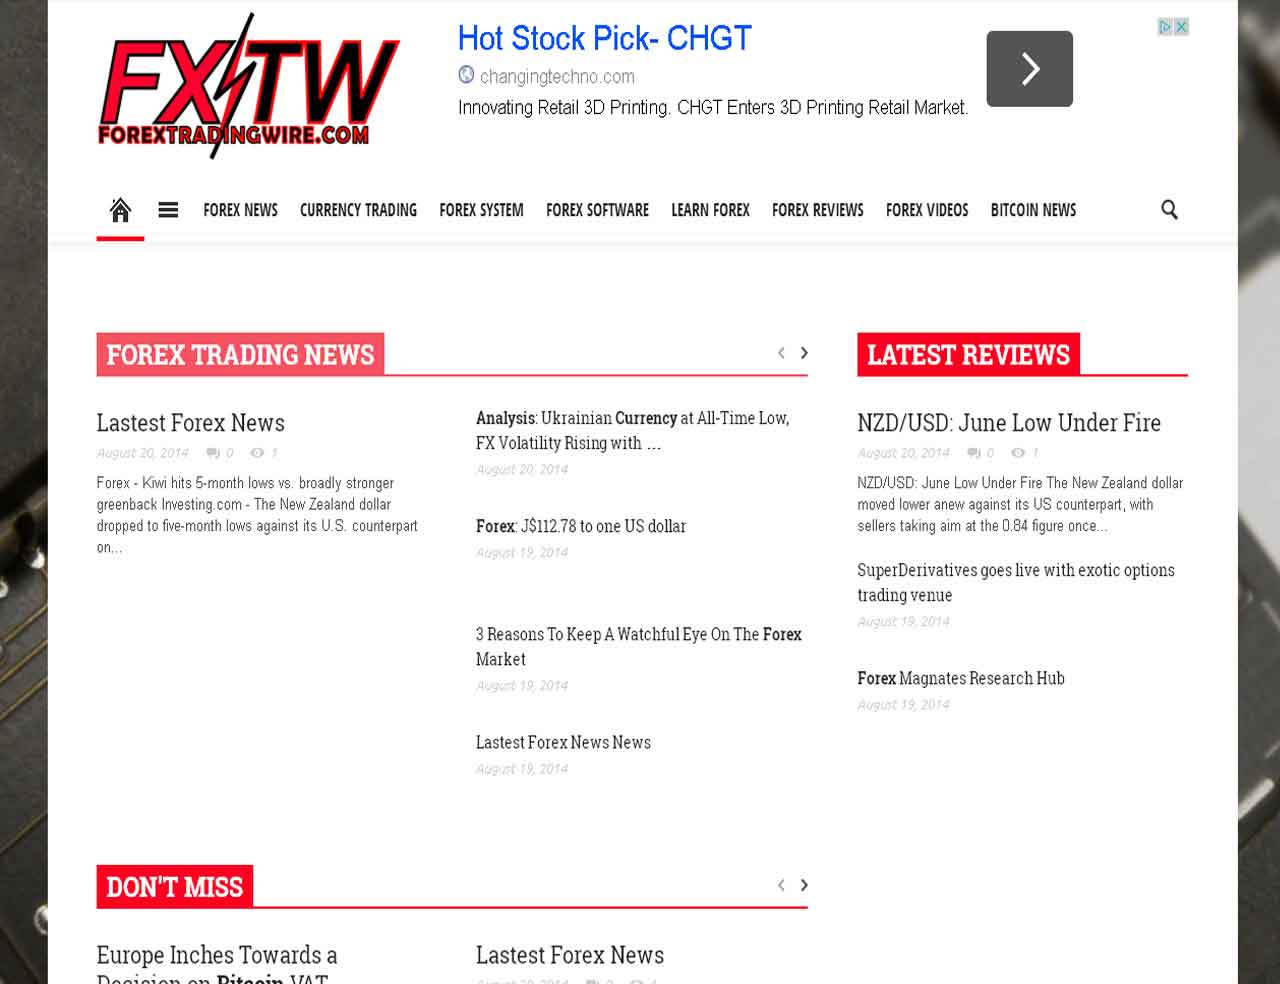 FXTW
FOREXTRADINGWIRE.COM
Hot Stock Pick- CHGT
changingtechno.com
Innovating Retail 3D Printing. CHGT Enters 3D Printing Retail Market.
FOREX NEWS CURRENCY TRADING FOREX SYSTEM FOREX SOFTWARE LEARN FOREX FOREX REVIEWS FOREX VIDEOS BITCOIN NEWS
FOREX TRADING NEWS
Lastest Forex News
August 20, 2014 0 1
Forex - Kiwi hits 5-month lows vs. broadly stronger
greenback Investing.com - The New Zealand dollar
dropped to five-month lows against its U.S. counterpart
on...
Analysis: Ukrainian Currency at All-Time Low,
FX Volatility Rising with ...
August 20, 2014
Forex: J$112.78 to one US dollar
August 19, 2014
3 Reasons To Keep A Watchful Eye On The Forex
Market
August 19, 2014
Lastest Forex News News
August 19, 2014
LATEST REVIEWS
NZD/USD: June Low Under Fire
August 20, 2014 0 1
NZD/USD: June Low Under Fire The New Zealand dollar
moved lower anew against its US counterpart, with
sellers taking aim at the 0.84 figure once...
SuperDerivatives goes live with exotic options
trading venue
August 19, 2014
Forex Magnates Research Hub
August 19, 2014
DON'T MISS
Europe Inches Towards a
Decision on Bitcoin VAT
Lastest Forex News
August 20, 2014